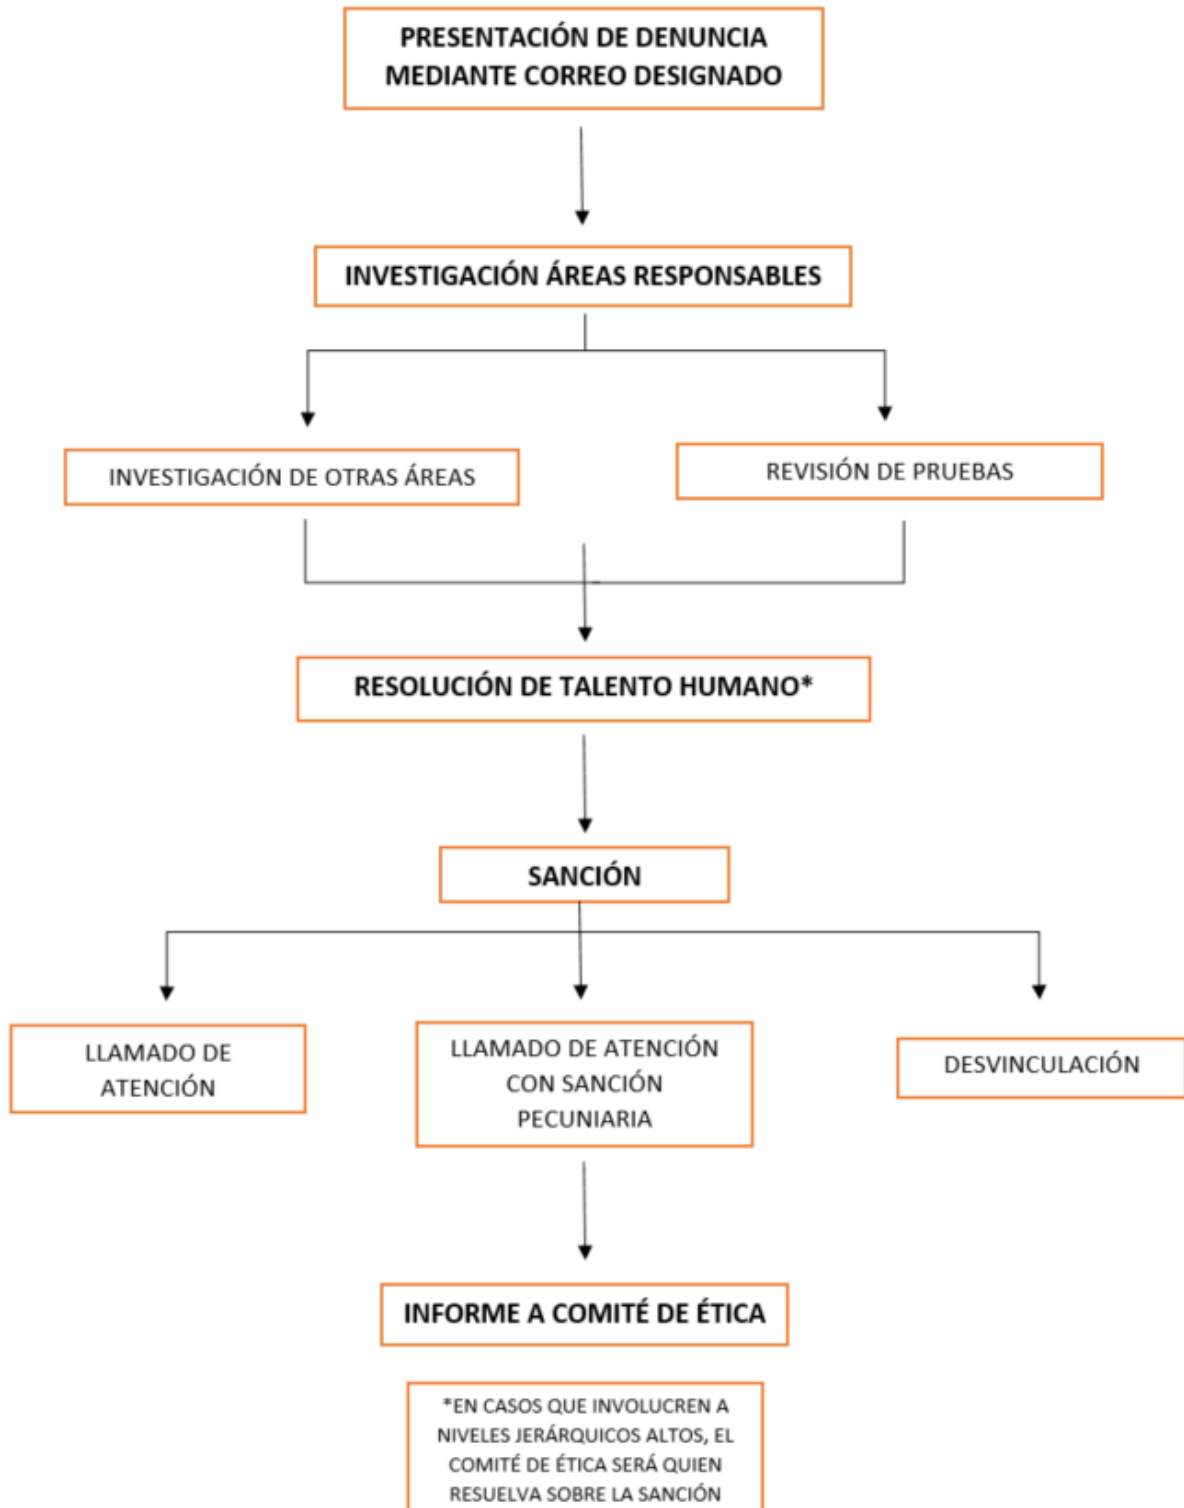 PRESENTACIÓN DE DENUNCIA
MEDIANTE CORREO DESIGNADO
INVESTIGACIÓN ÁREAS RESPONSABLES
INVESTIGACIÓN DE OTRAS ÁREAS
REVISIÓN DE PRUEBAS
RESOLUCIÓN DE TALENTO HUMANO*
SANCIÓN
LLAMADO DE
ATENCIÓN
LLAMADO DE ATENCIÓN
CON SANCIÓN
PECUNIARIA
DESVINCULACIÓN
INFORME A COMITÉ DE ÉTICA
*EN CASOS QUE INVOLUCREN A
NIVELES JERÁRQUICOS ALTOS, EL
COMITÉ DE ÉTICA SERÁ QUIEN
RESUELVA SOBRE LA SANCIÓN